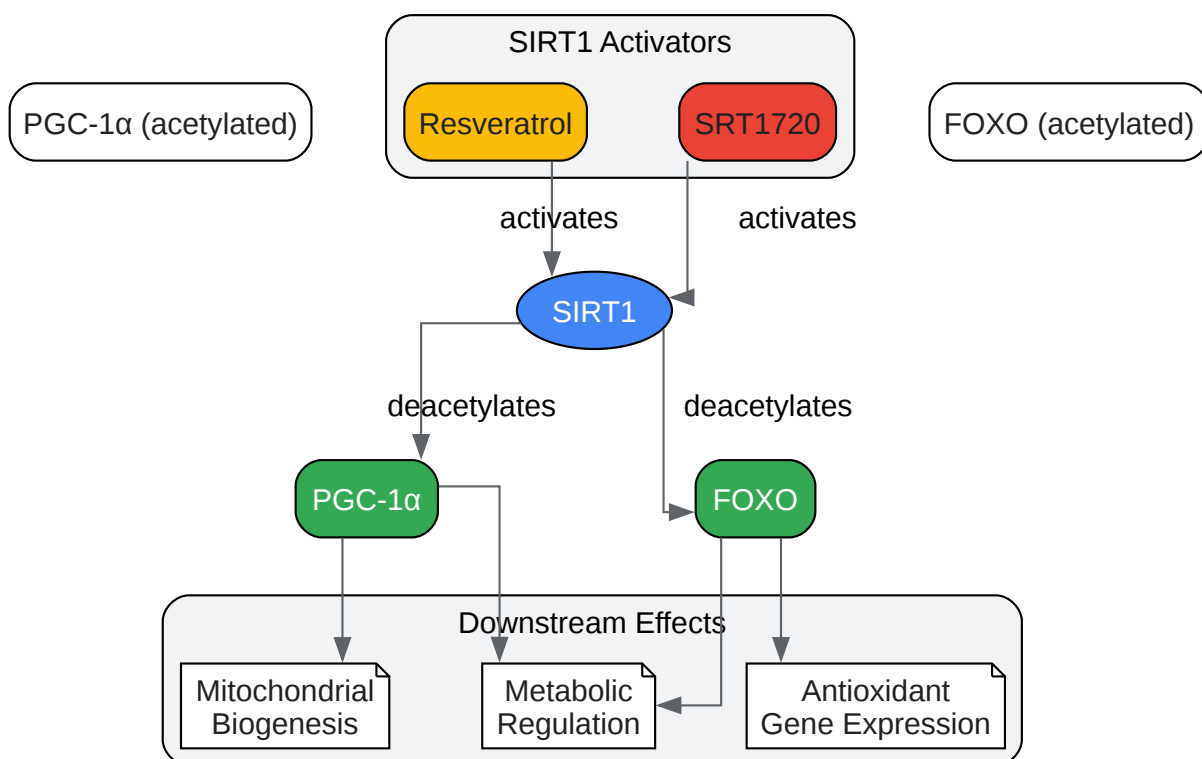 SIRT1 Activators
PGC-1α (acetylated)
Resveratrol
SRT1720
FOXO (acetylated)
activates
activates
SIRT1
deacetylates
deacetylates
PGC-1α
FOXO
Downstream Effects
Mitochondrial
Biogenesis
Metabolic
Regulation
Antioxidant
Gene Expression